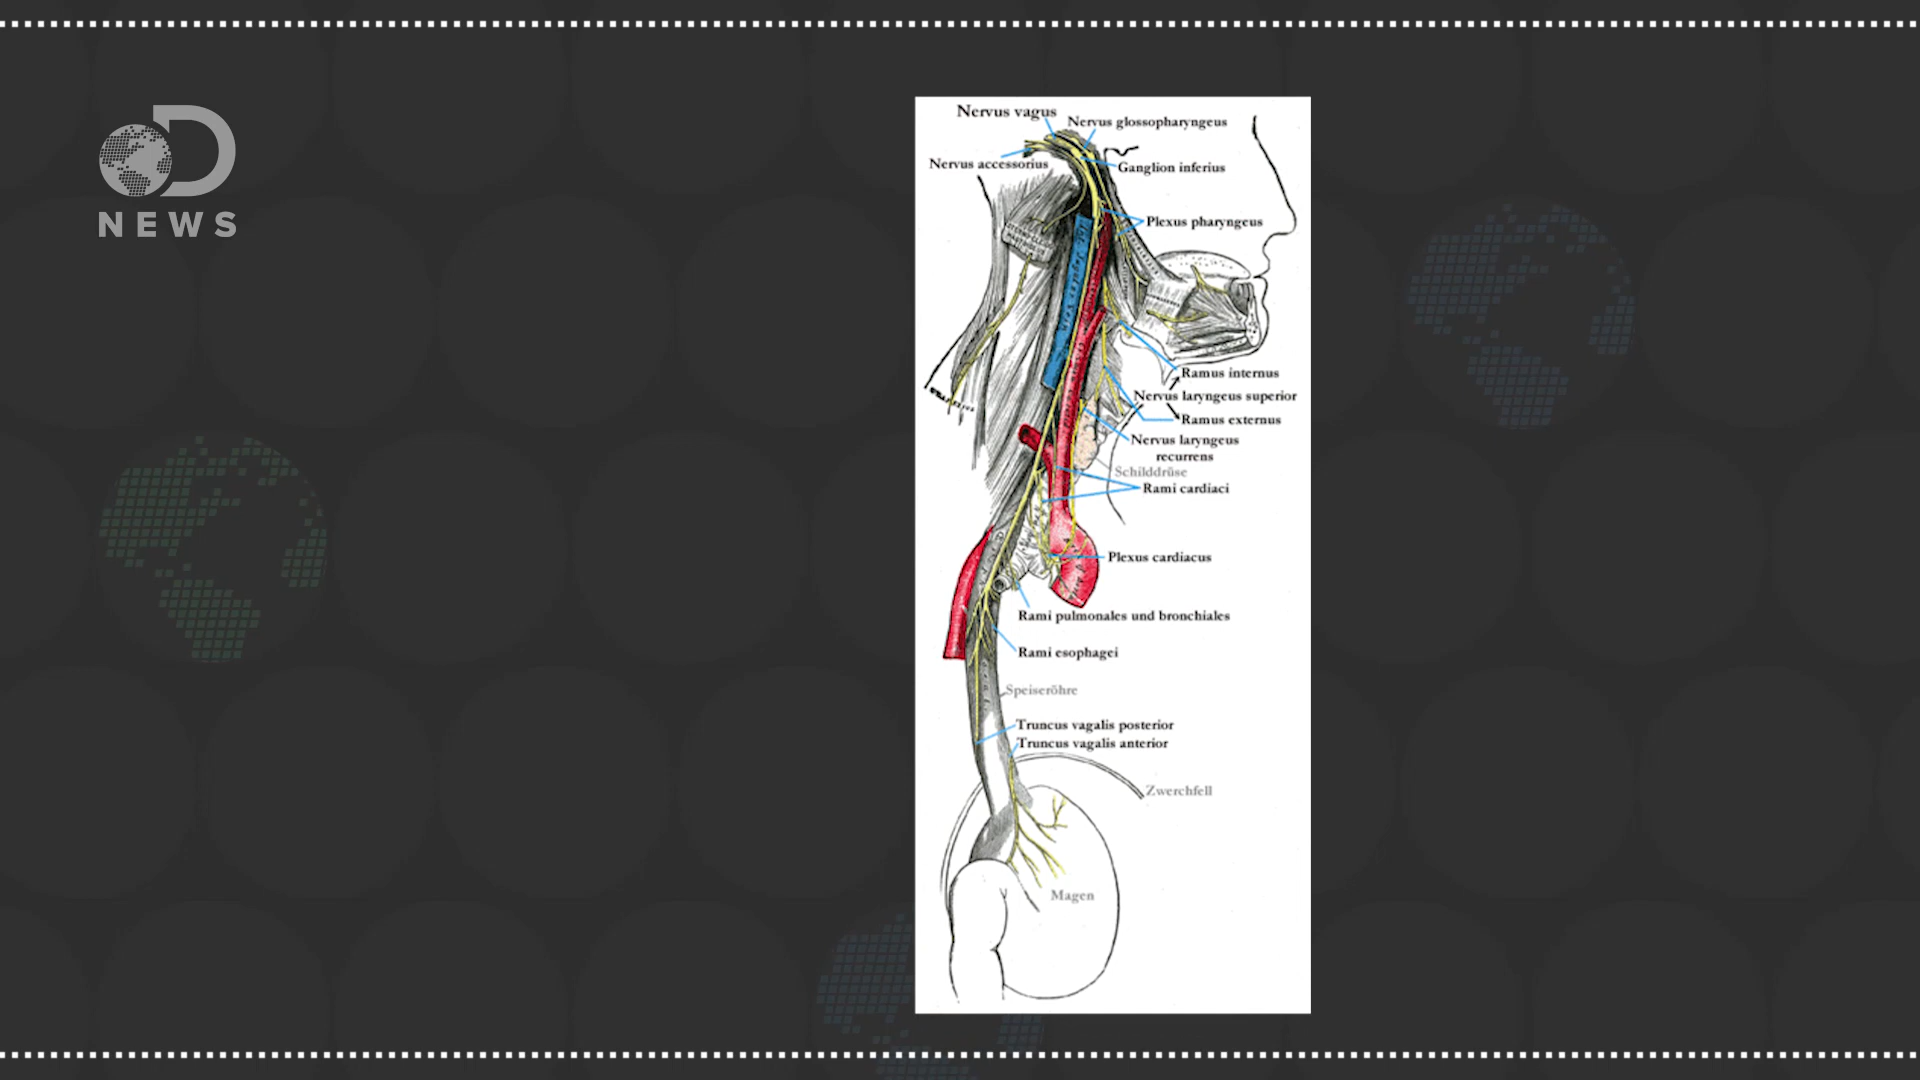 NEWS
Nervus vagus
Nervus glossopharyngeus
Nervus accessorius
Ganglion inferius
Plexus pharyngeus
Ramus internus
Nervus laryngeus superior
Ramus externus
Nervus laryngeus
recurrens
Schilddrüse
Rami cardiaci
Plexus cardiacus
Rami pulmonales und bronchiales
Rami esophagei
Speiseröhre
Truncus vagalis posterior
Truncus vagalis anterior
Zwerchfell
Magen